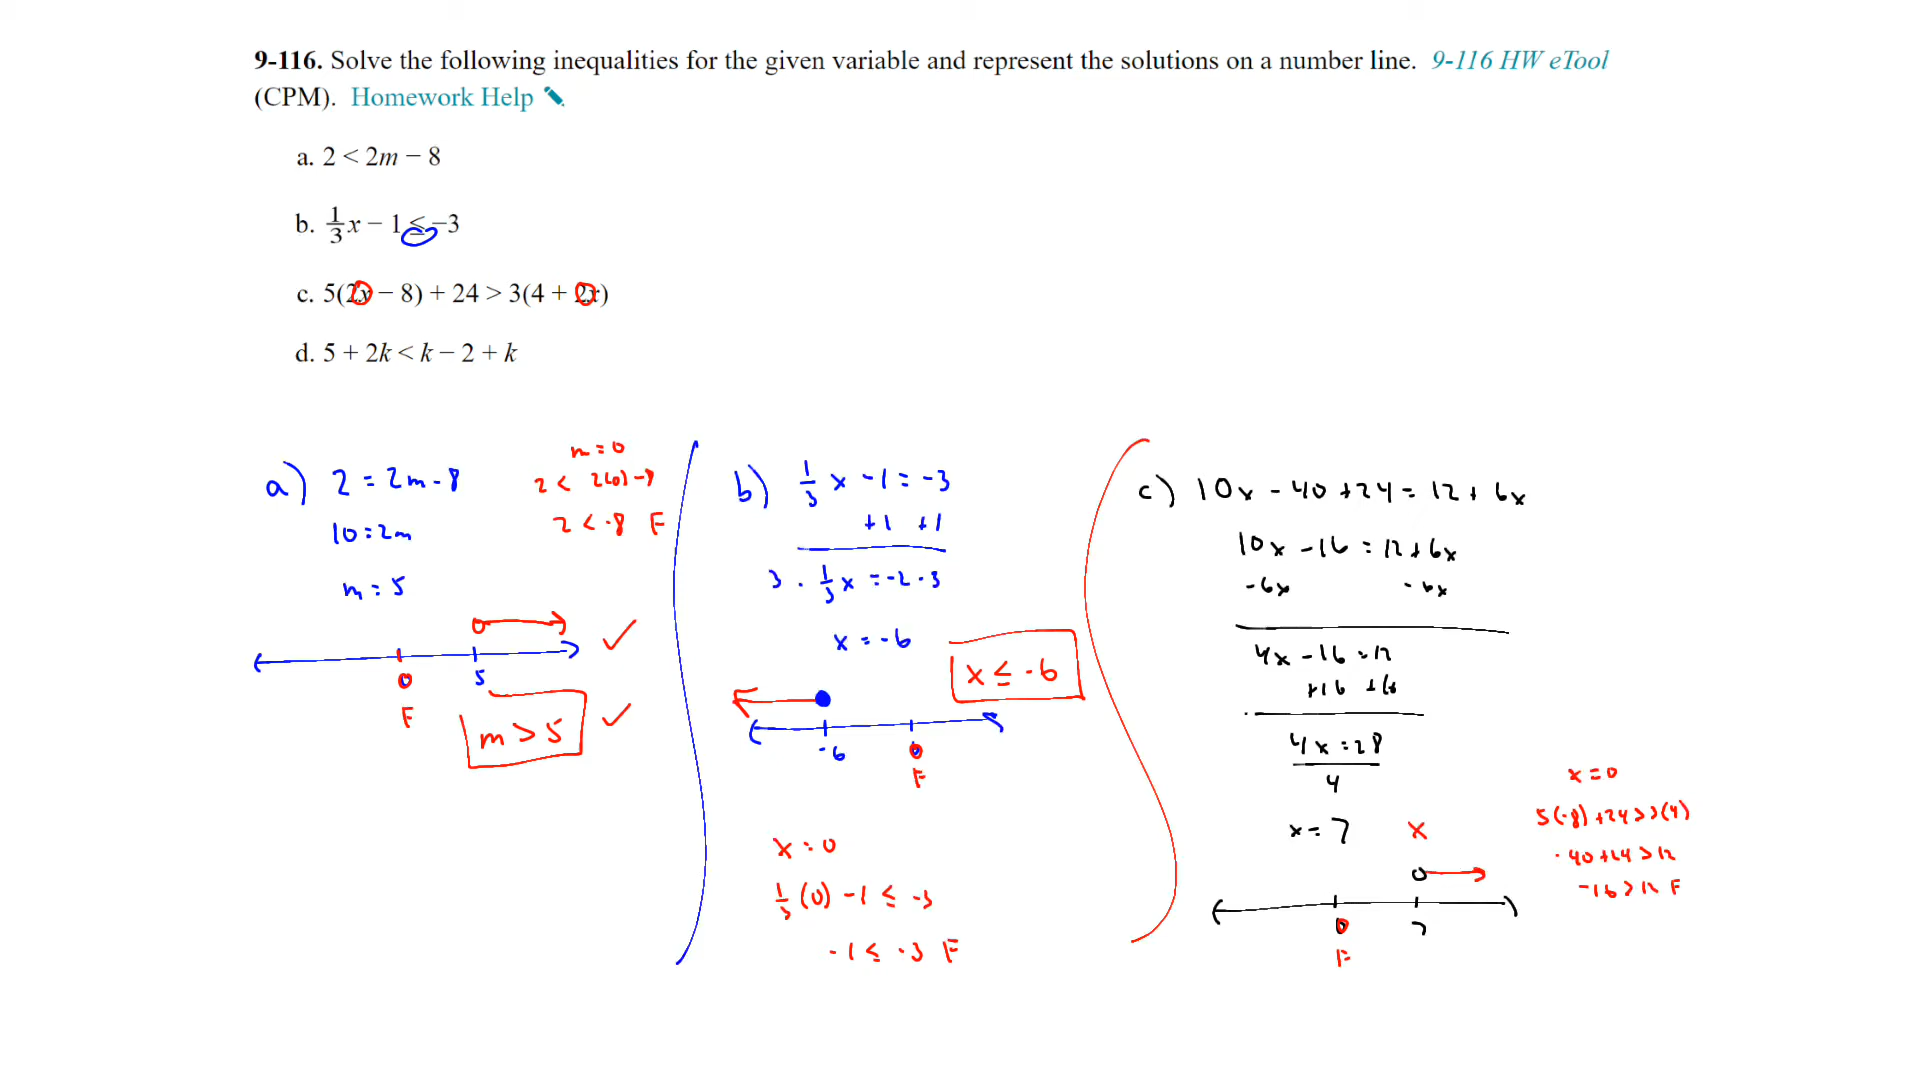 9-116. Solve the following inequalities for the given variable and represent the solutions on a number line. 9-116 HW eTool
(CPM). Homework Help
a. 2 < 2m − 8
b. 1/3 x − 1 ≤ −3
c. 5(2x − 8) + 24 > 3(4 + 2x)
d. 5 + 2k < k − 2 + k
a) 2 = 2m - 8
10 = 2m
m = 5
m = 0
2 < 2(0) - 8
2 < -8 F
0 5
F
m > 5
b) 1/3 x - 1 = -3
+1 +1
3 · 1/3 x = -2 · 3
x = -6
x ≤ -6
-6 0
F
x = 0
1/3 (0) - 1 ≤ -3
-1 ≤ -3 F
c) 10x - 40 + 24 = 12 + 6x
10x - 16 = 12 + 6x
-6x -6x
4x - 16 = 12
+16 +16
4x = 28
4
x = 7
x
0 7
F
x = 0
5(-8) + 24 > 3(4)
-40 + 24 > 12
-16 > 12 F